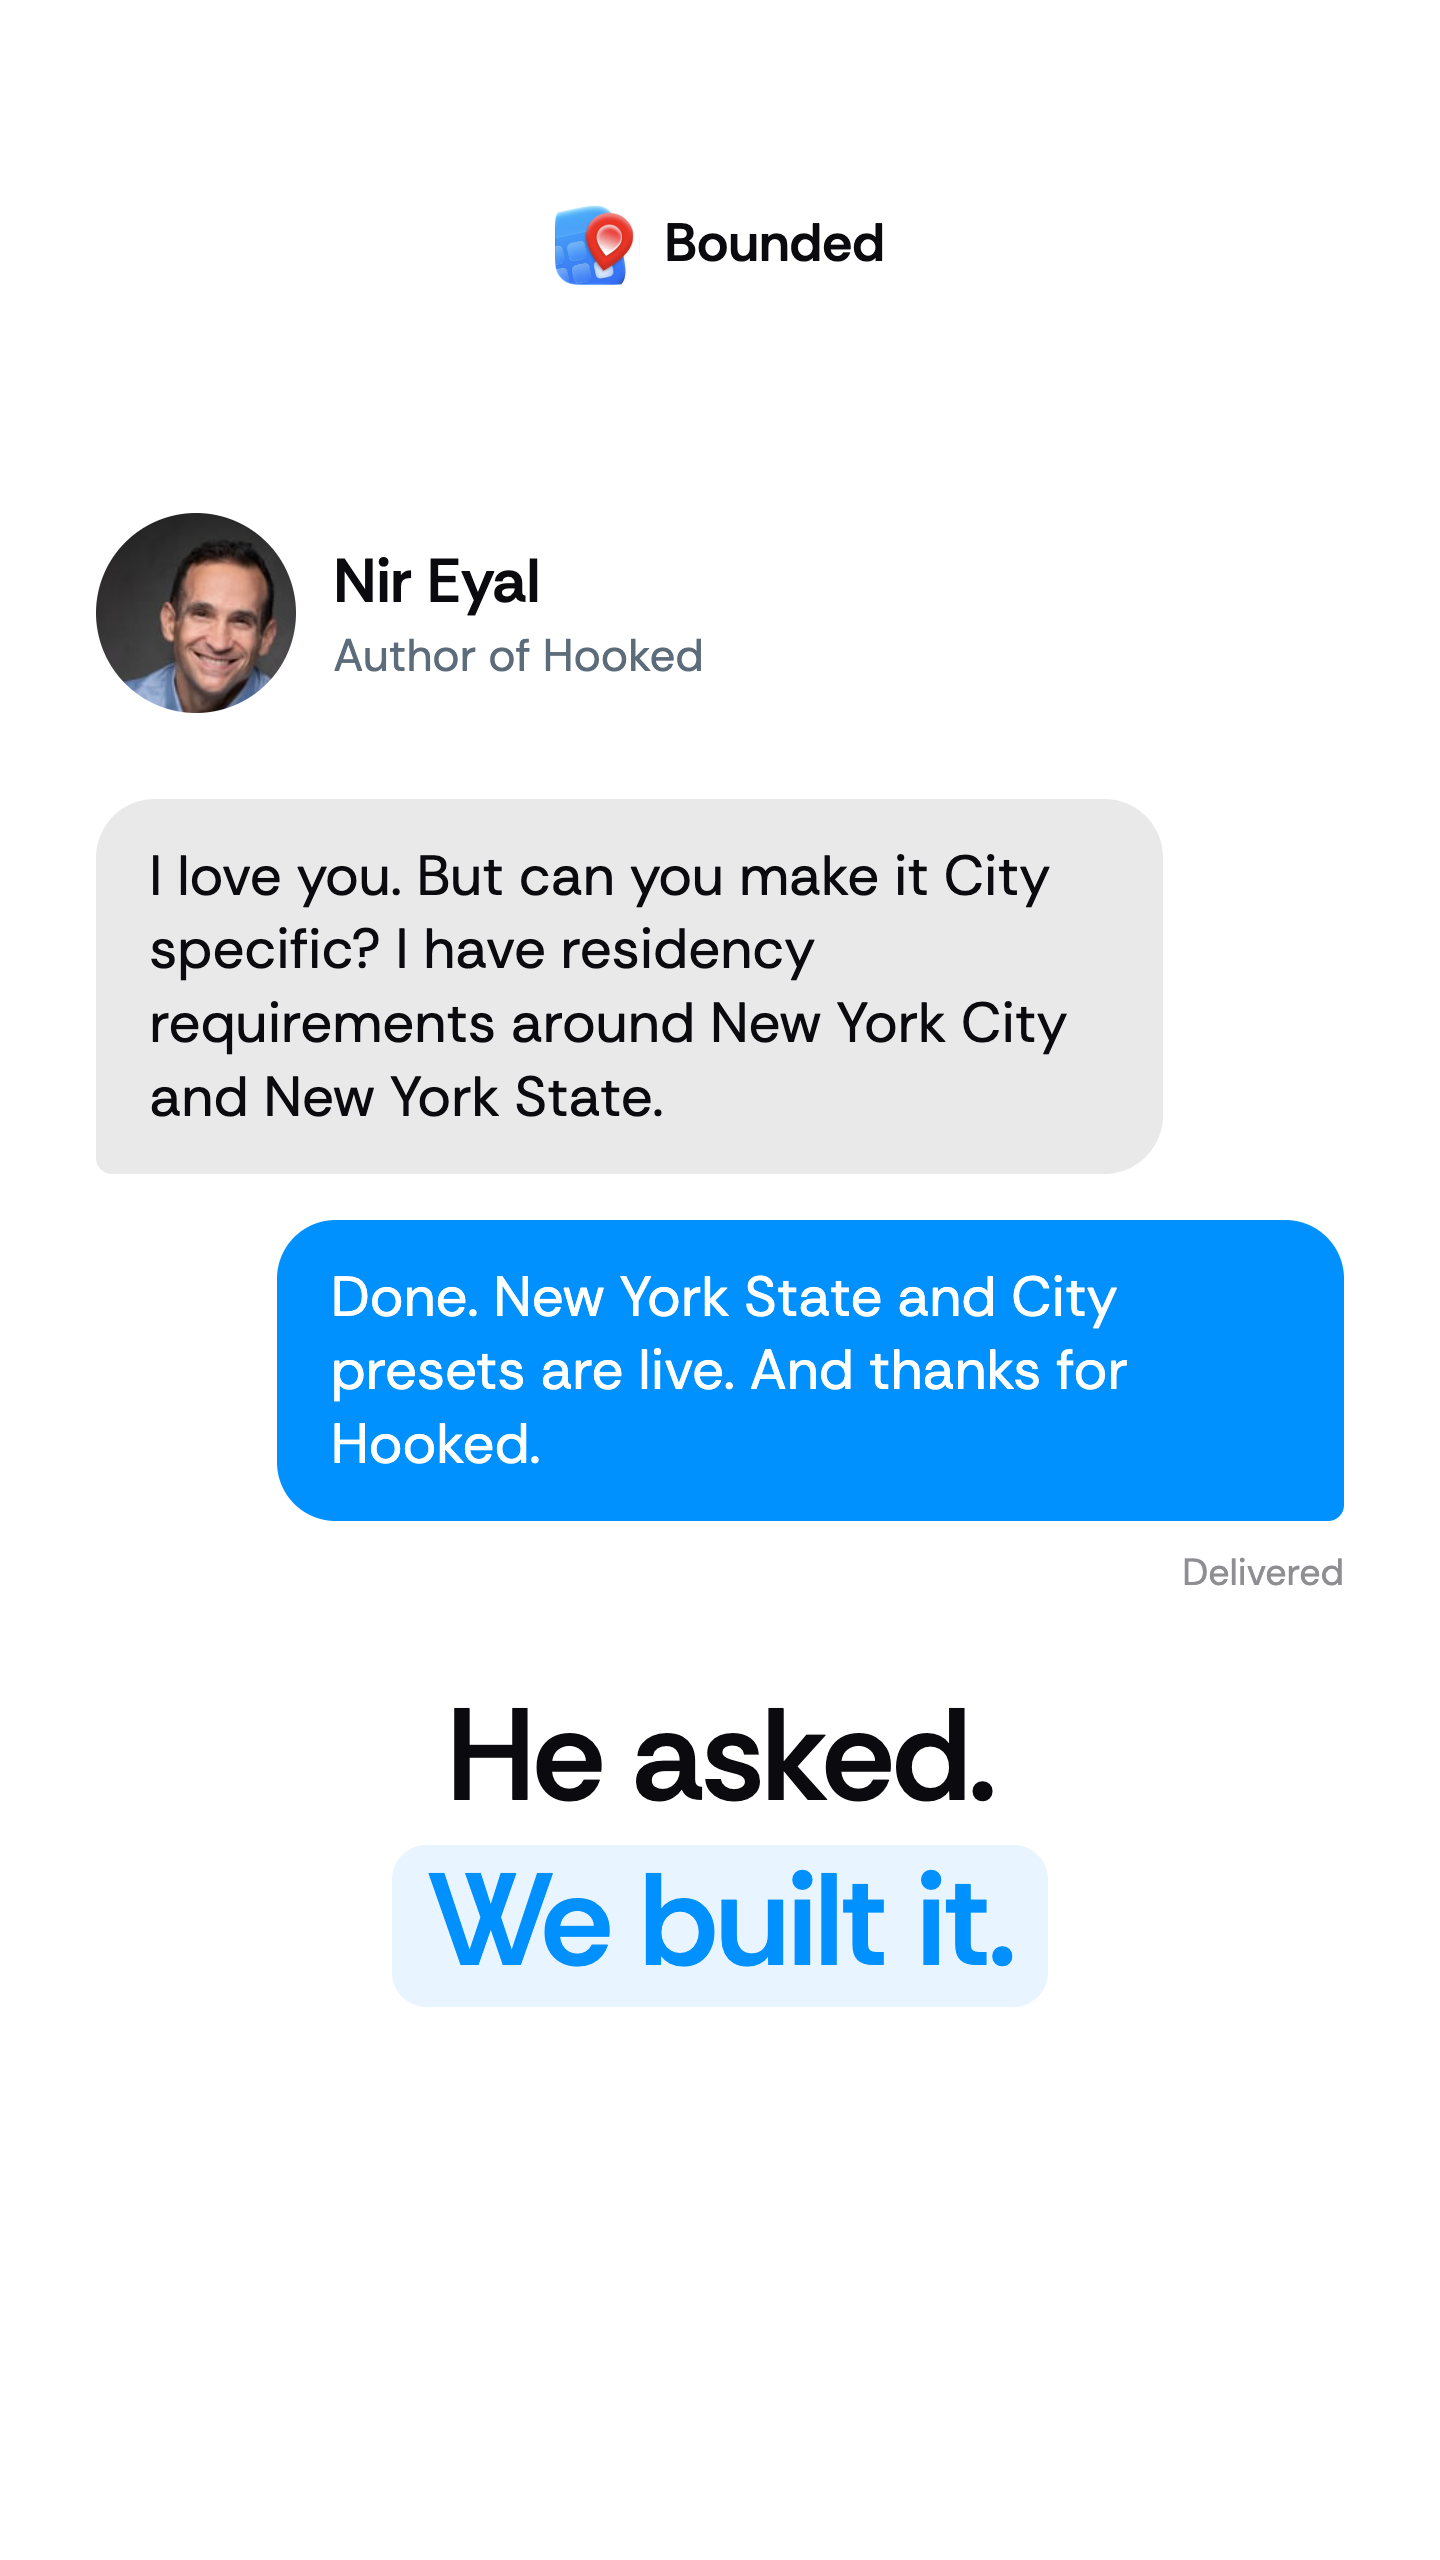 Bounded
Nir Eyal
Author of Hooked
I love you. But can you make it City
specific? I have residency
requirements around New York City
and New York State.
Done. New York State and City
presets are live. And thanks for
Hooked.
Delivered
He asked.
We built it.